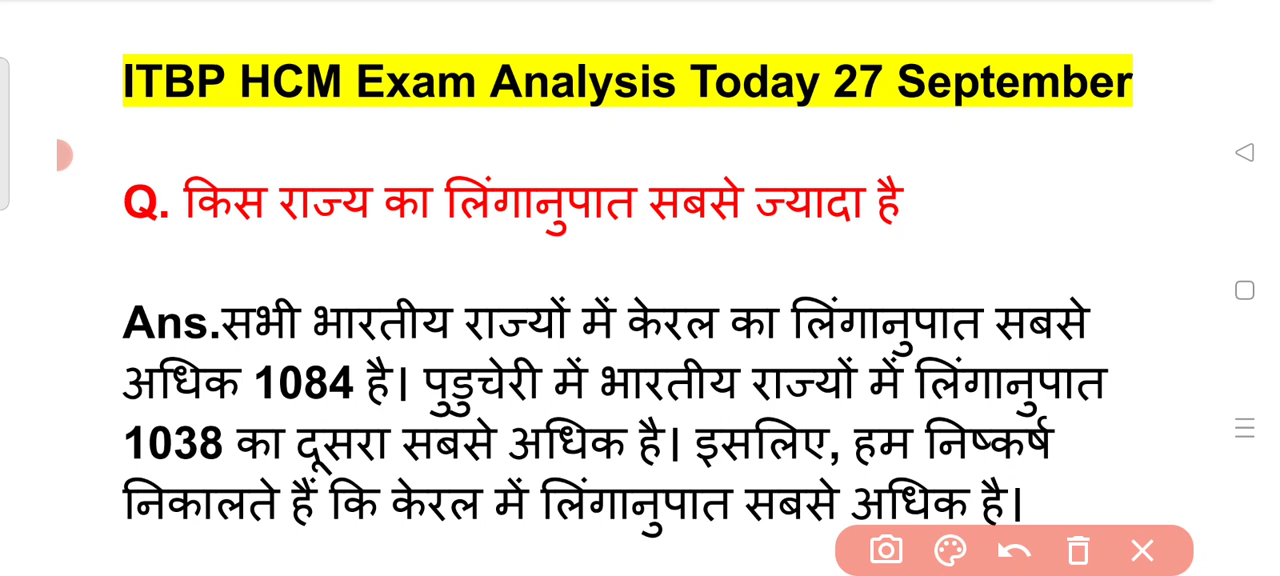 ITBP HCM Exam Analysis Today 27 September
Q. किस राज्य का लिंगानुपात सबसे ज्यादा है
Ans.सभी भारतीय राज्यों में केरल का लिंगानुपात सबसे
अधिक 1084 है। पुडुचेरी में भारतीय राज्यों में लिंगानुपात
1038 का दूसरा सबसे अधिक है। इसलिए, हम निष्कर्ष
निकालते हैं कि केरल में लिंगानुपात सबसे अधिक है।